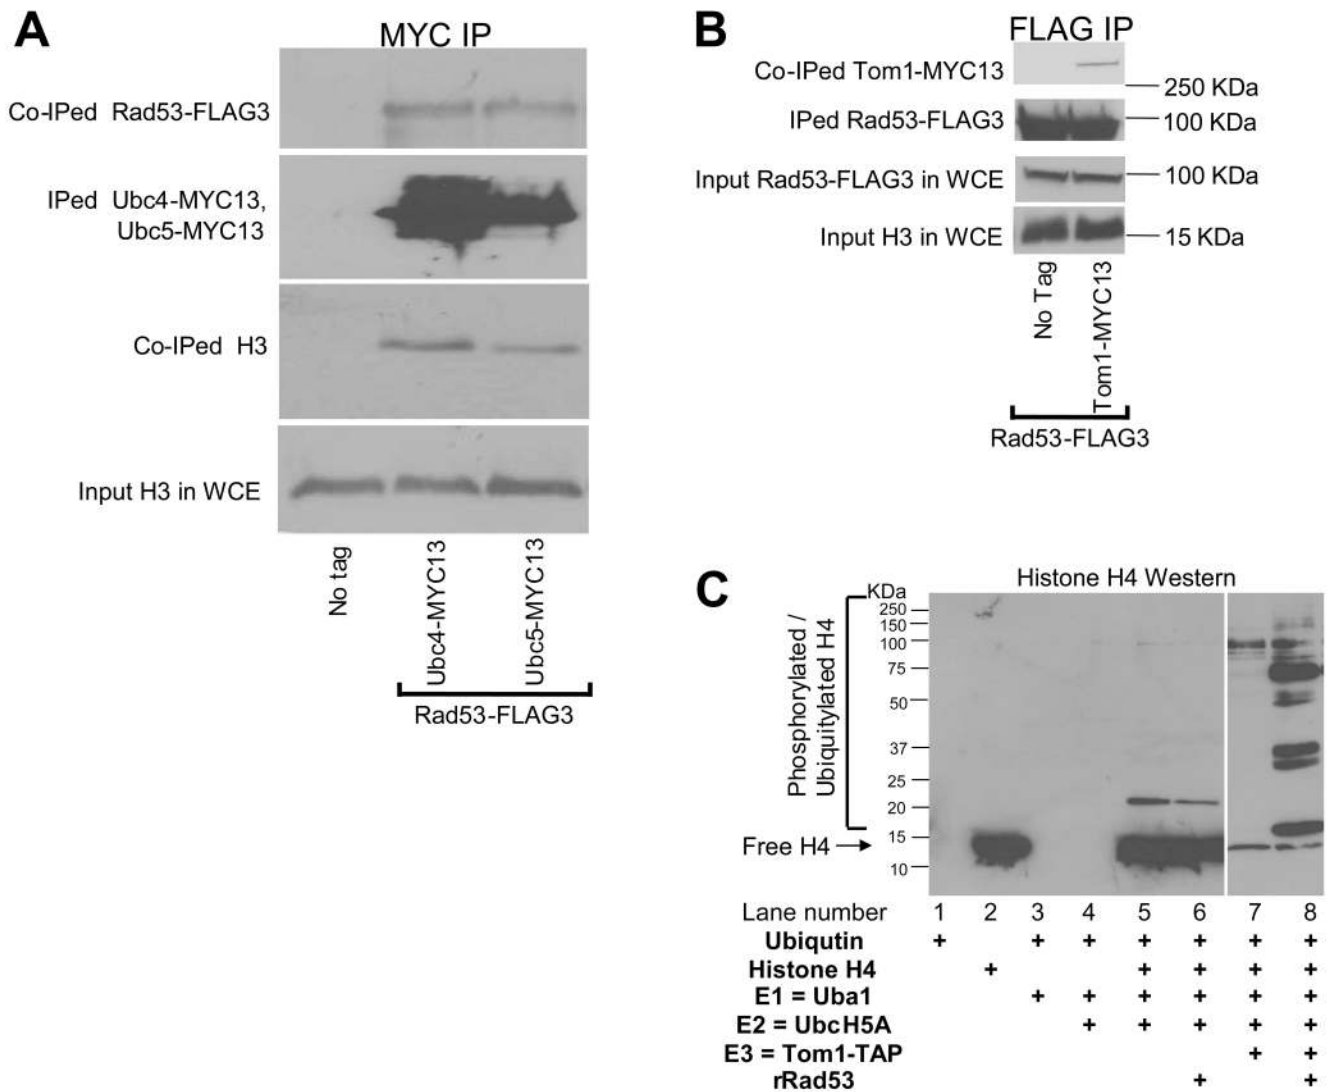 A
MYC IP
Co-IPed Rad53-FLAG3
IPed Ubc4-MYC13,
Ubc5-MYC13
Co-IPed H3
Input H3 in WCE
No tag
Ubc4-MYC13
Ubc5-MYC13
Rad53-FLAG3
B
FLAG IP
Co-IPed Tom1-MYC13
250 KDa
IPed Rad53-FLAG3
100 KDa
Input Rad53-FLAG3 in WCE
100 KDa
Input H3 in WCE
15 KDa
No Tag
Tom1-MYC13
Rad53-FLAG3
C
Histone H4 Western
Phosphorylated /
Ubiquitylated H4
KDa
250
150
100
75
50
37
25
20
15
10
Free H4
Lane number 1 2 3 4 5 6 7 8
Ubiqutin + + + + + + +
Histone H4 + + + + +
E1 = Uba1 + + + + + +
E2 = UbcH5A + + + + +
E3 = Tom1-TAP + +
rRad53 + +